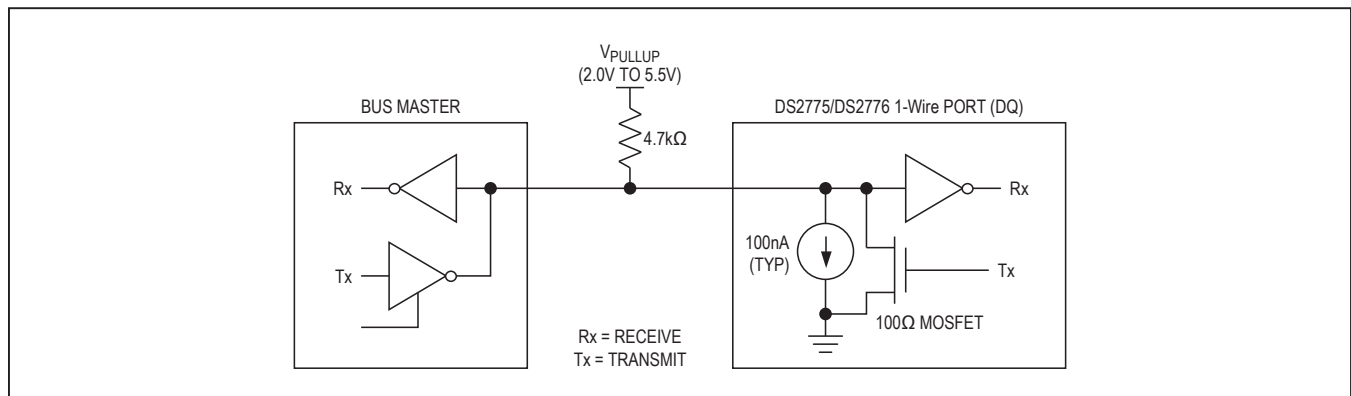 V_PULLUP
(2.0V TO 5.5V)
BUS MASTER
DS2775/DS2776 1-Wire PORT (DQ)
4.7kΩ
Rx
Rx
100nA
(TYP)
Tx
Tx
100Ω MOSFET
Rx = RECEIVE
Tx = TRANSMIT